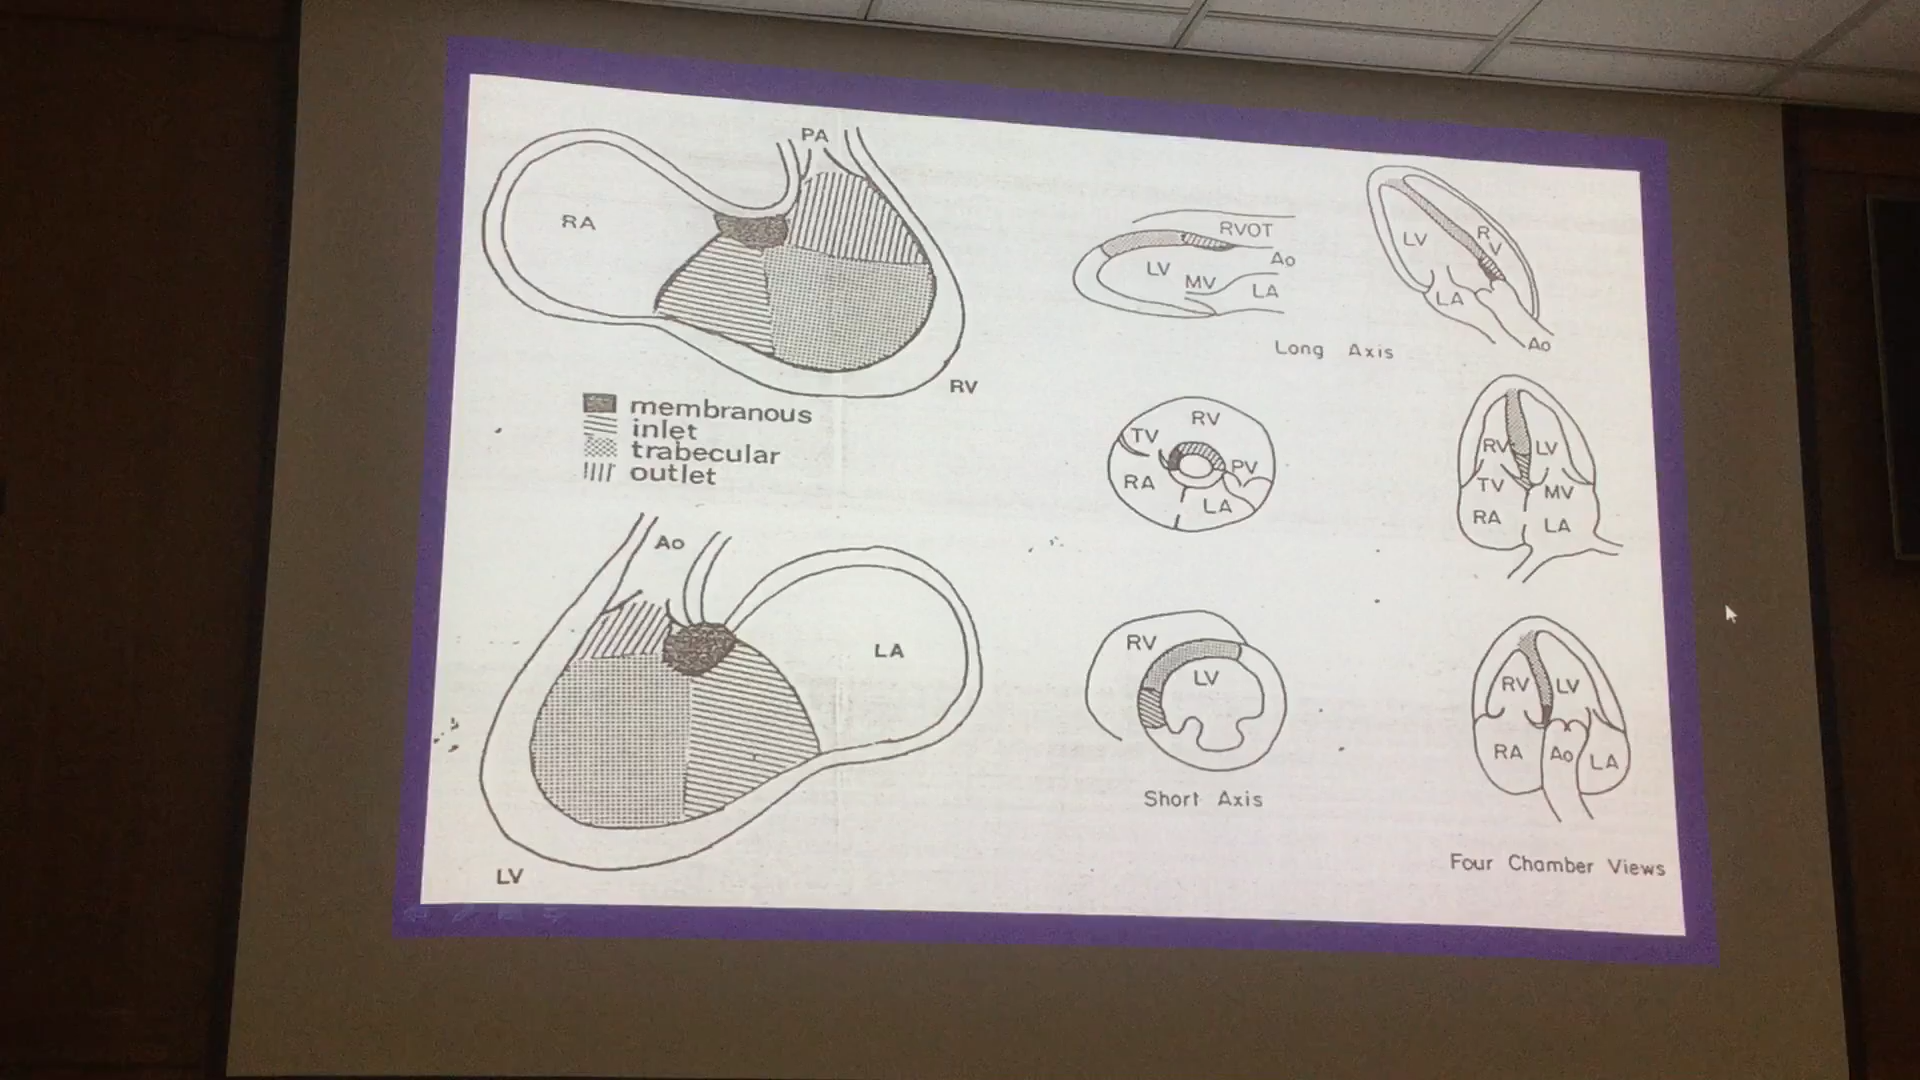 PA
RA
RV
membranous
inlet
trabecular
outlet
Ao
LA
LV
RVOT
Ao
LV
MV
LA
LV
R
V
LA
Ao
Long Axis
RV
TV
PV
RA
LA
RV
LV
TV
MV
RA
LA
RV
LV
Short Axis
RV
LV
RA
Ao
LA
Four Chamber Views